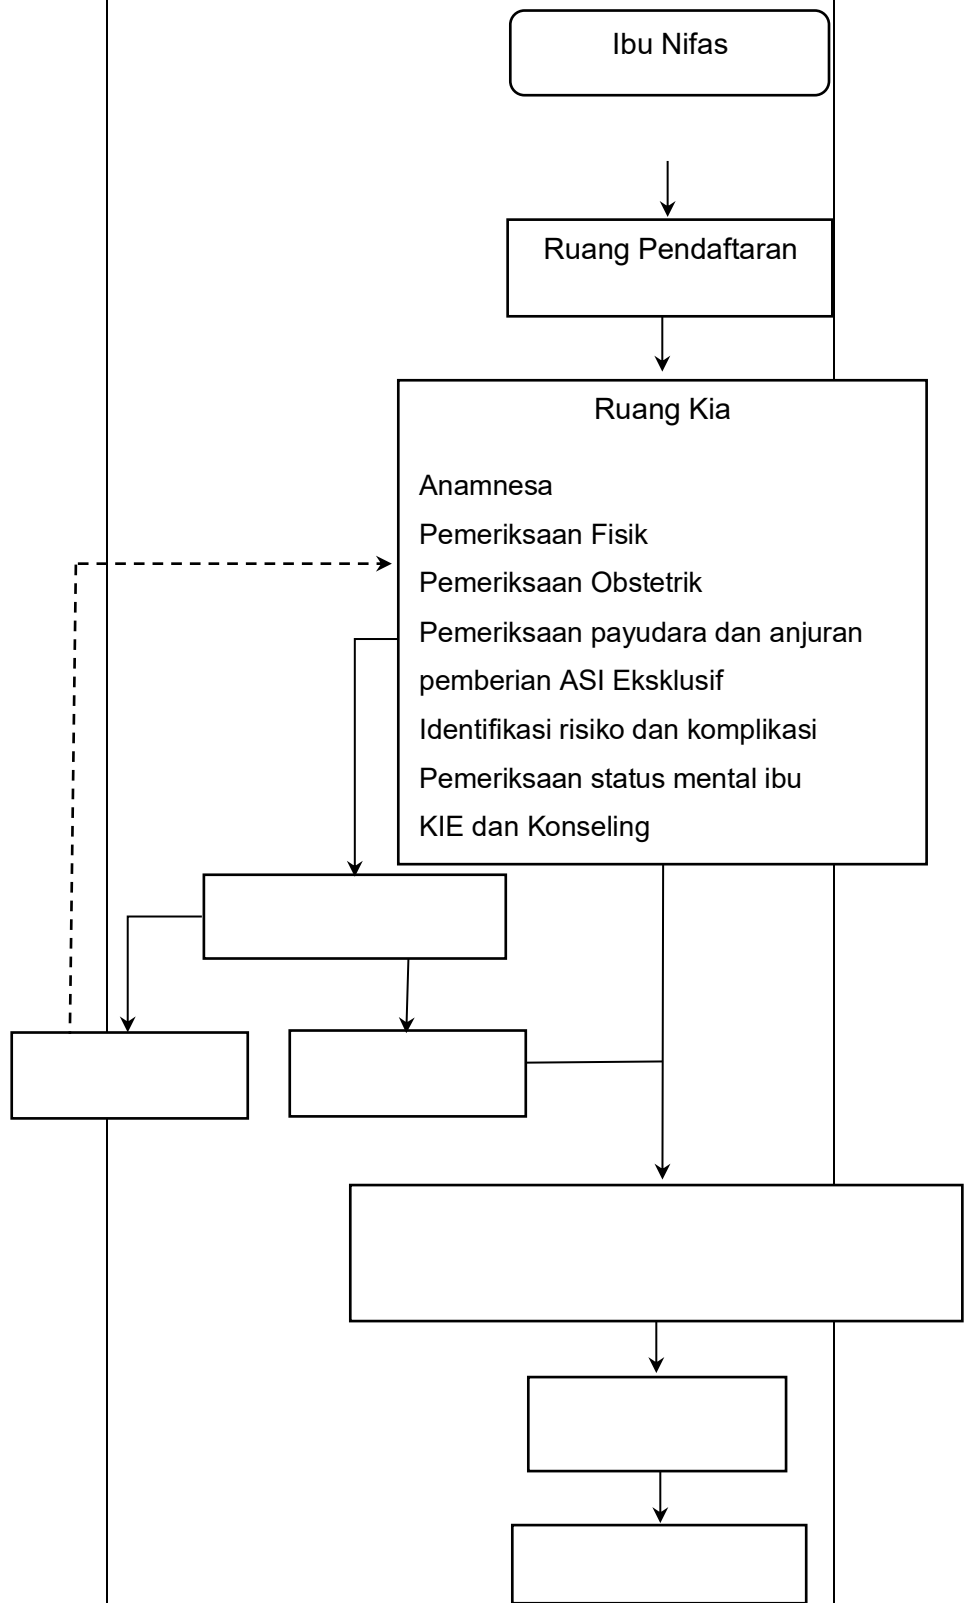 Ibu Nifas
Ruang Pendaftaran
Ruang Kia
Anamnesa
Pemeriksaan Fisik
Pemeriksaan Obstetrik
Pemeriksaan payudara dan anjuran
pemberian ASI Eksklusif
Identifikasi risiko dan komplikasi
Pemeriksaan status mental ibu
KIE dan Konseling